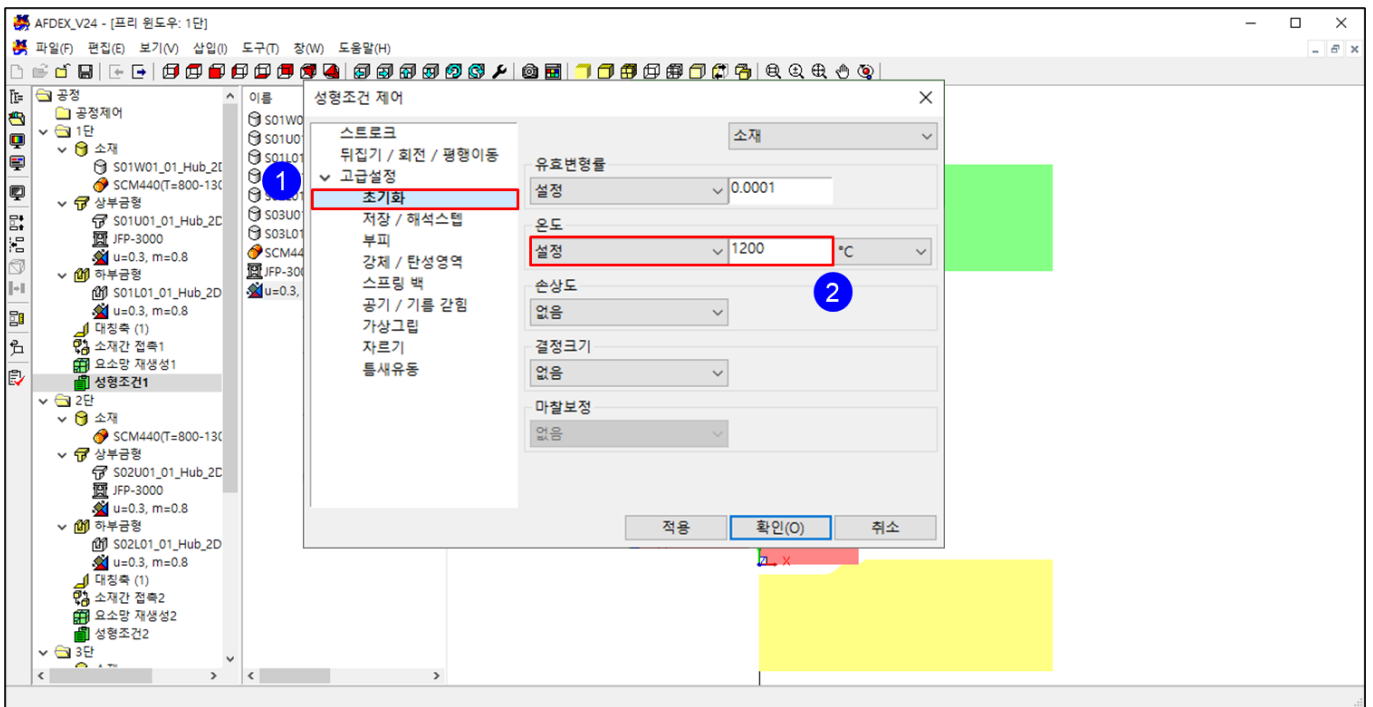 AFDEX_V24 - [프리 윈도우: 1단]
파일(F) 편집(E) 보기(V) 삽입(I) 도구(T) 창(W) 도움말(H)
공정
공정제어
1단
소재
S01W01_01_Hub_2D
SCM440(T=800-130
상부금형
S01U01_01_Hub_2D
JFP-3000
u=0.3, m=0.8
하부금형
S01L01_01_Hub_2D
u=0.3, m=0.8
대칭축 (1)
소재간 접촉1
요소망 재생성1
성형조건1
2단
소재
SCM440(T=800-130
상부금형
S02U01_01_Hub_2D
JFP-3000
u=0.3, m=0.8
하부금형
S02L01_01_Hub_2D
u=0.3, m=0.8
대칭축 (1)
소재간 접촉2
요소망 재생성2
성형조건2
3단
이름
S01W0
S01U0
S01L01
S03U0
S03L01
SCM44
JFP-300
u=0.3,
성형조건 제어
스트로크
뒤집기 / 회전 / 평행이동
고급설정
1
초기화
저장 / 해석스텝
부피
강체 / 탄성영역
스프링 백
공기 / 기름 갇힘
가상그립
자르기
틈새유동
소재
유효변형률
설정 0.0001
온도
설정 1200 °C
2
손상도
없음
결정크기
없음
마찰보정
없음
적용 확인(O) 취소
X